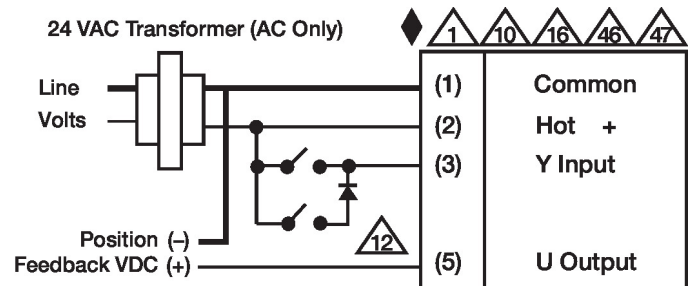 24 VAC Transformer (AC Only)
1 10 16 46 47
Line
Volts
(1) Common
(2) Hot +
(3) Y Input
12
Position (–)
Feedback VDC (+)
(5) U Output